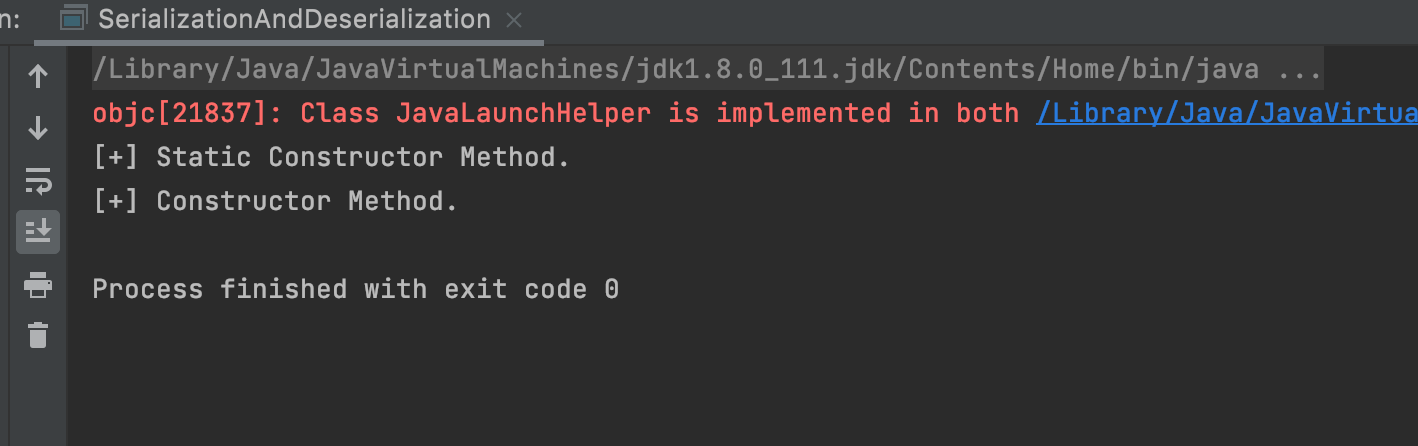 n: SerializationAndDeserialization
/Library/Java/JavaVirtualMachines/jdk1.8.0_111.jdk/Contents/Home/bin/java ...
objc[21837]: Class JavaLaunchHelper is implemented in both /Library/Java/JavaVirtua
[+] Static Constructor Method.
[+] Constructor Method.
Process finished with exit code 0